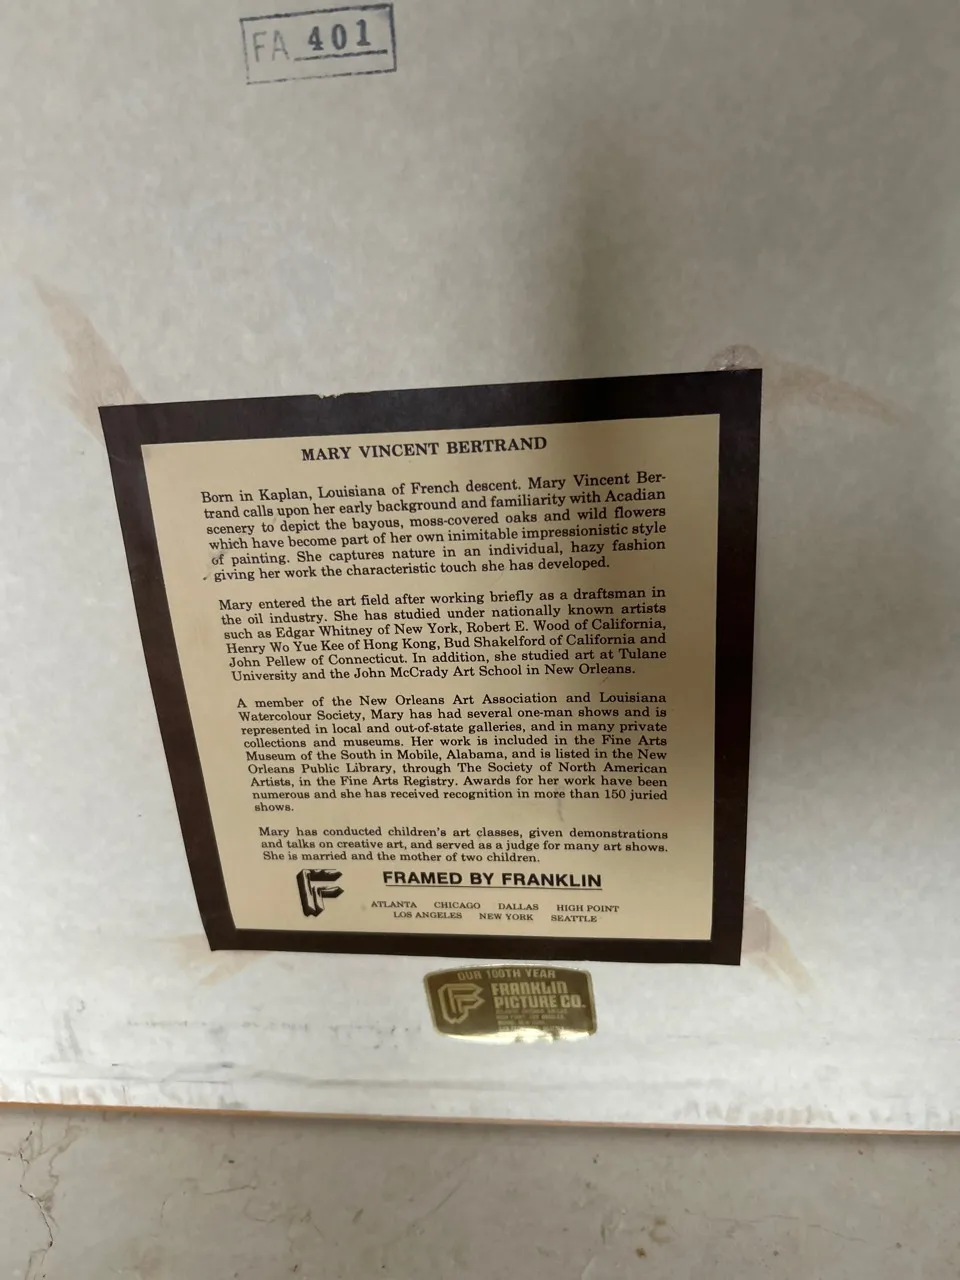 FA 401
MARY VINCENT BERTRAND
Born in Kaplan, Louisiana of French descent. Mary Vincent Ber-
trand calls upon her early background and familiarity with Acadian
scenery to depict the bayous, moss-covered oaks and wild flowers
which have become part of her own inimitable impressionistic style
of painting. She captures nature in an individual, hazy fashion
giving her work the characteristic touch she has developed.
Mary entered the art field after working briefly as a draftsman in
the oil industry. She has studied under nationally known artists
such as Edgar Whitney of New York, Robert E. Wood of California,
Henry Wo Yue Kee of Hong Kong, Bud Shakelford of California and
John Pellew of Connecticut. In addition, she studied art at Tulane
University and the John McCrady Art School in New Orleans.
A member of the New Orleans Art Association and Louisiana
Watercolour Society, Mary has had several one-man shows and is
represented in local and out-of-state galleries, and in many private
collections and museums. Her work is included in the Fine Arts
Museum of the South in Mobile, Alabama, and is listed in the New
Orleans Public Library, through The Society of North American
Artists, in the Fine Arts Registry. Awards for her work have been
numerous and she has received recognition in more than 150 juried
shows.
Mary has conducted children's art classes, given demonstrations
and talks on creative art, and served as a judge for many art shows.
She is married and the mother of two children.
FRAMED BY FRANKLIN
ATLANTA CHICAGO DALLAS HIGH POINT
LOS ANGELES NEW YORK SEATTLE
OUR 100TH YEAR
FRANKLIN
PICTURE CO.